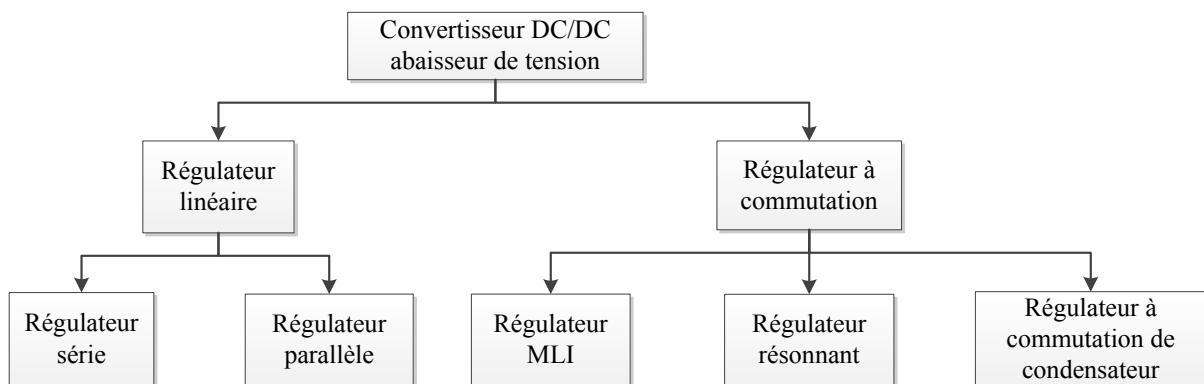 Convertisseur DC/DC
abaisseur de tension
Régulateur
linéaire
Régulateur à
commutation
Régulateur
série
Régulateur
parallèle
Régulateur
MLI
Régulateur
résonnant
Régulateur à
commutation de
condensateur